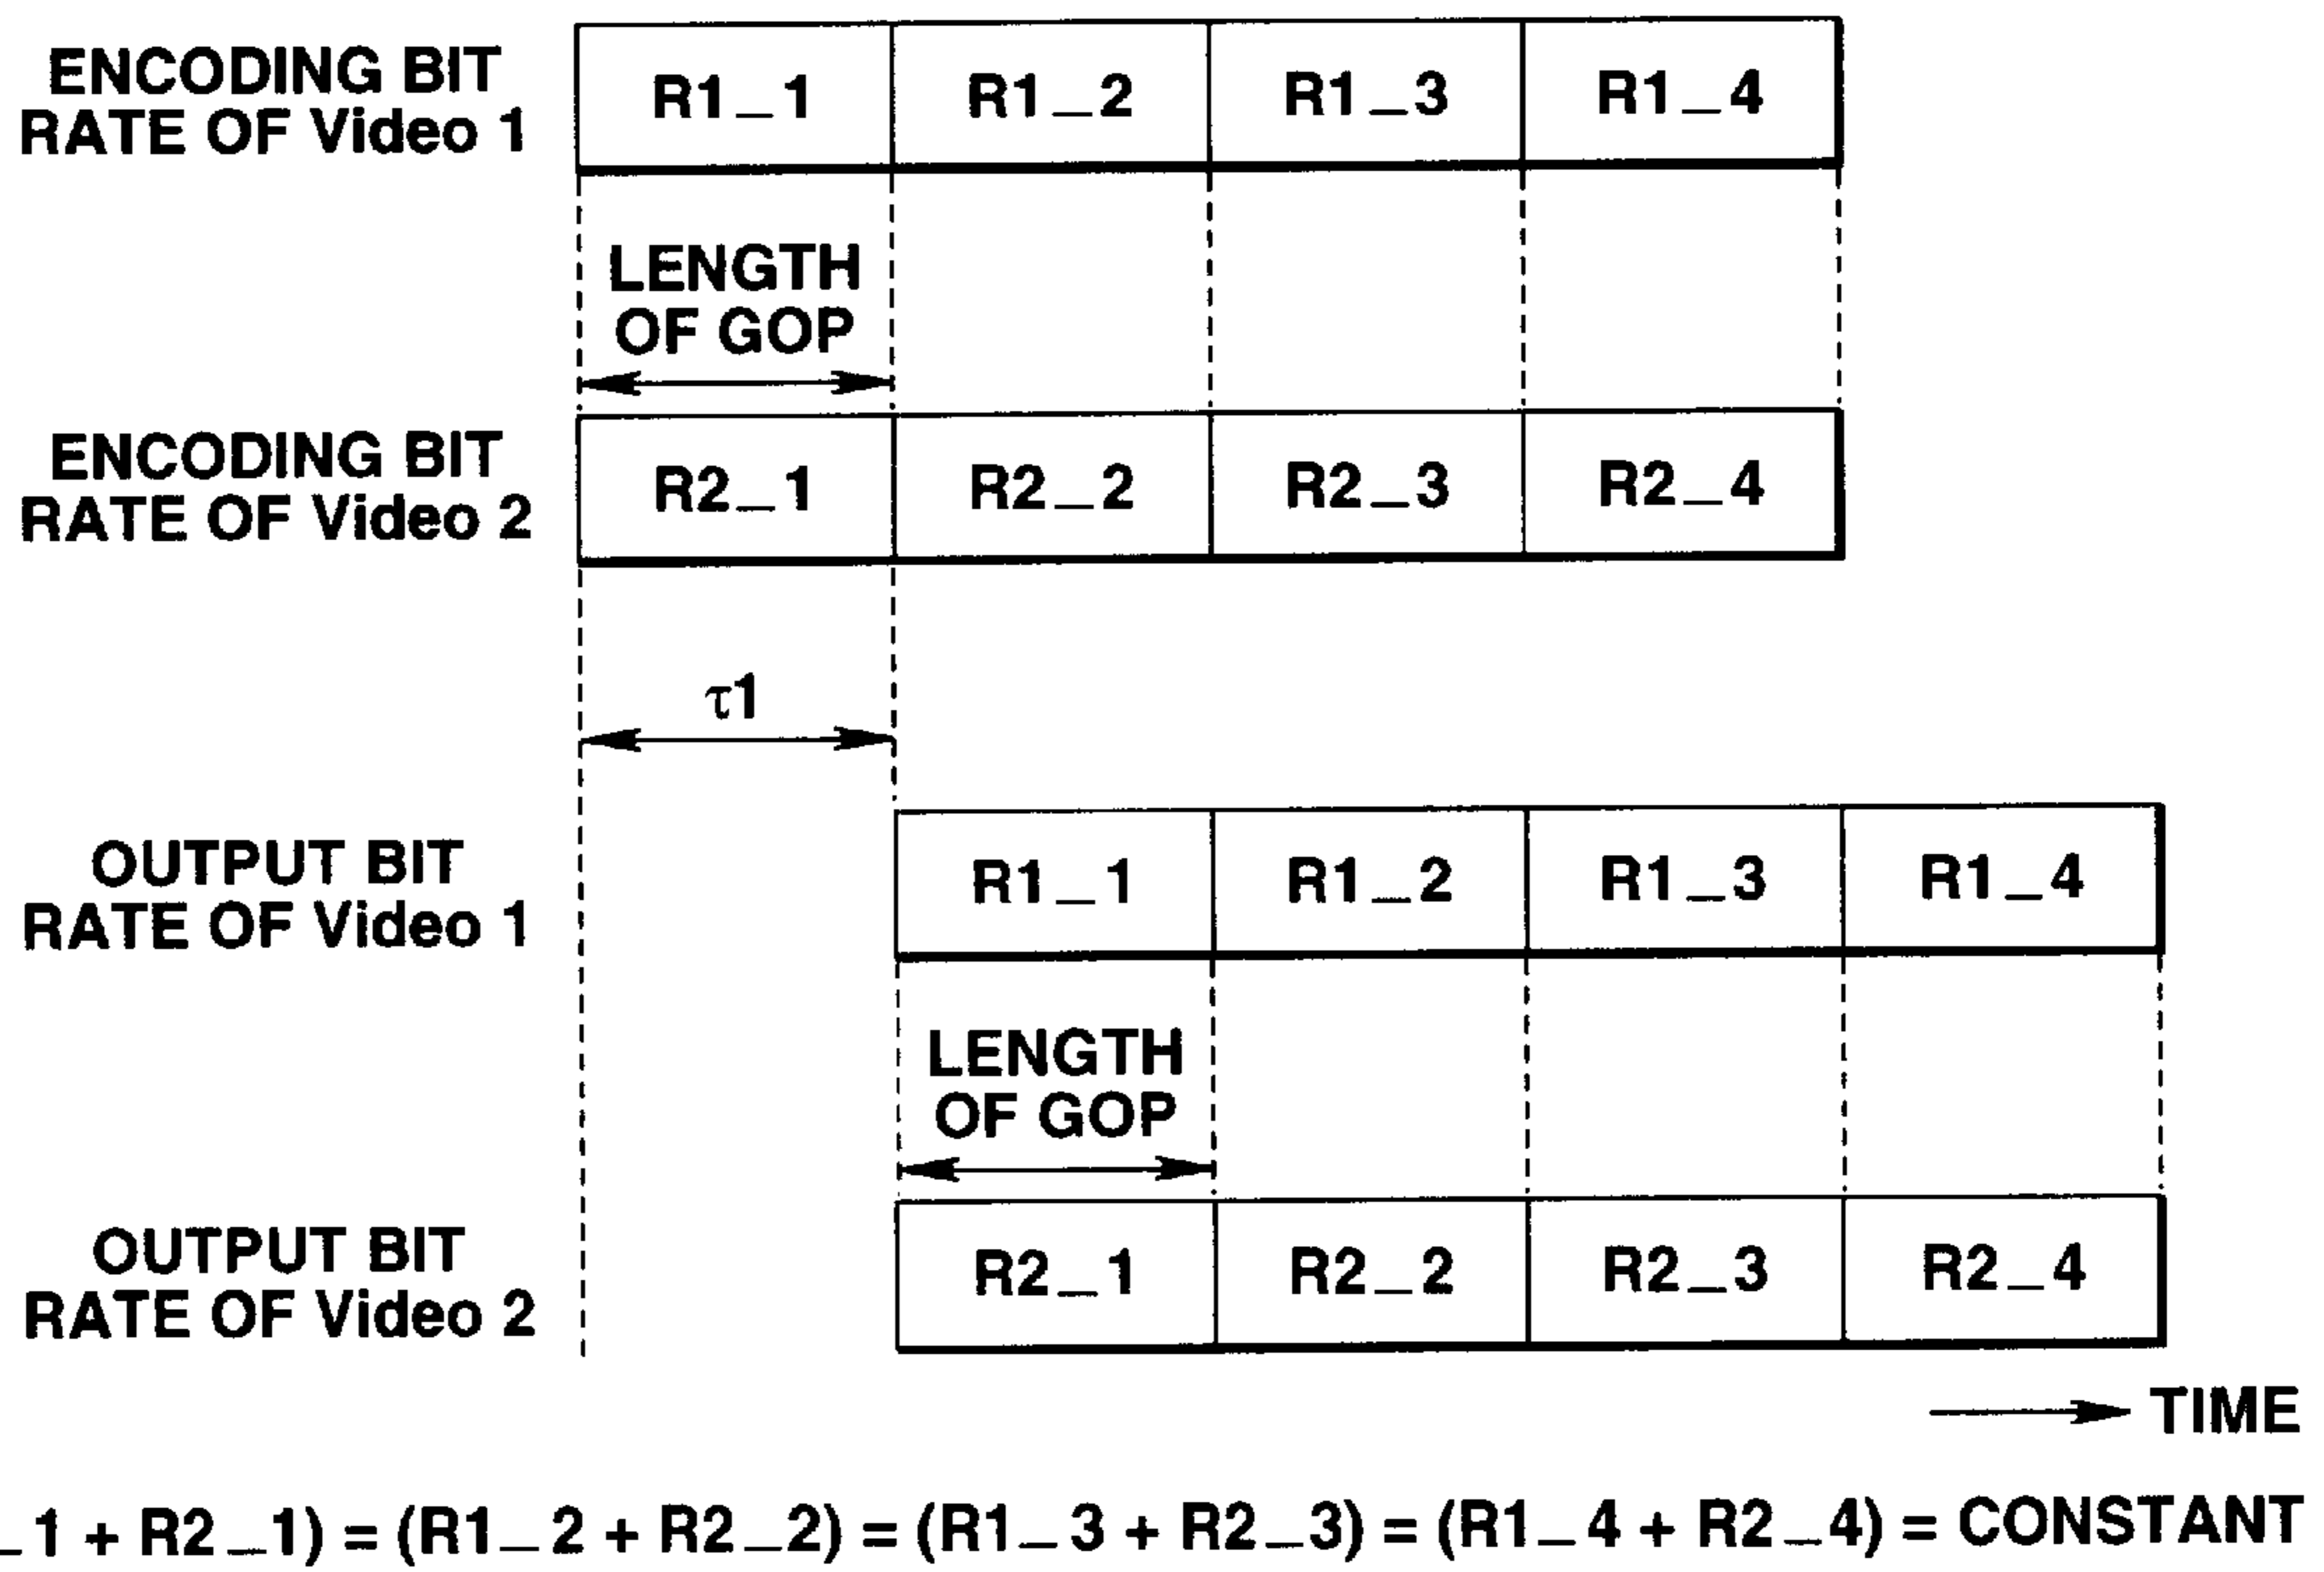 ENCODING BIT
RATE OF Video 1
R1_1 R1_2 R1_3 R1_4
LENGTH
OF GOP
ENCODING BIT
RATE OF Video 2
R2_1 R2_2 R2_3 R2_4
τ1
OUTPUT BIT
RATE OF Video 1
R1_1 R1_2 R1_3 R1_4
LENGTH
OF GOP
OUTPUT BIT
RATE OF Video 2
R2_1 R2_2 R2_3 R2_4
TIME
_1 + R2_1) = (R1_2 + R2_2) = (R1_3 + R2_3) = (R1_4 + R2_4) = CONSTANT